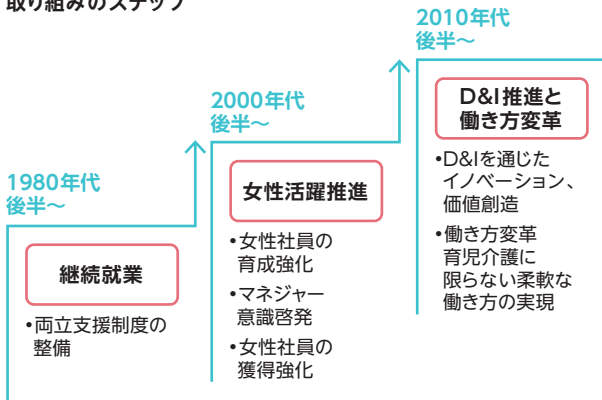 取り組みのステップ
1980年代
後半～
継続就業
•両立支援制度の
整備
2000年代
後半～
女性活躍推進
•女性社員の
育成強化
•マネジャー
意識啓発
•女性社員の
獲得強化
2010年代
後半～
D&I推進と
働き方変革
•D&Iを通じた
イノベーション、
価値創造
•働き方変革
育児介護に
限らない柔軟な
働き方の実現